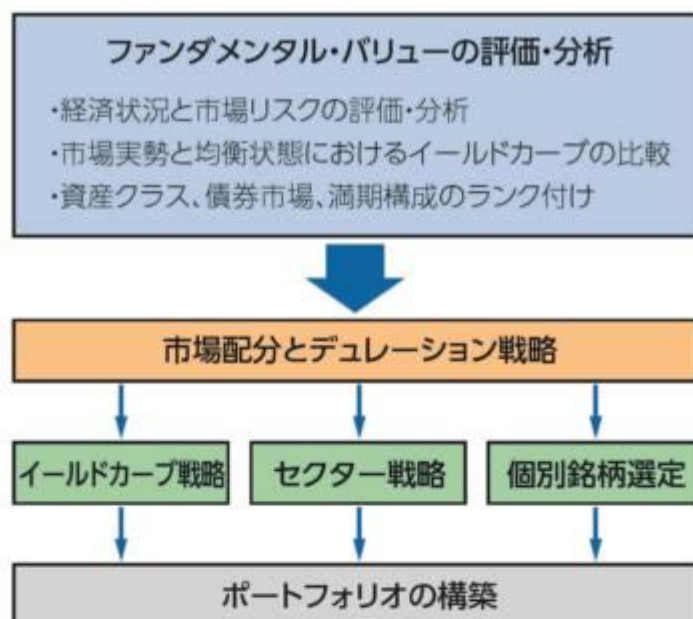 ファンダメンタル・バリューの評価・分析
・経済状況と市場リスクの評価・分析
・市場実勢と均衡状態におけるイールドカーブの比較
・資産クラス、債券市場、満期構成のランク付け
市場配分とデュレーション戦略
イールドカーブ戦略
セクター戦略
個別銘柄選定
ポートフォリオの構築